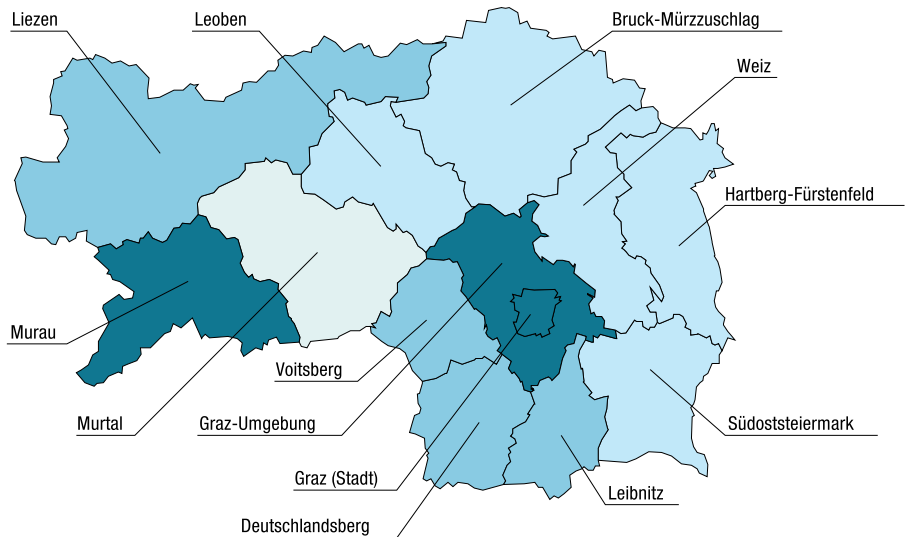 Liezen
Leoben
Bruck-Mürzzuschlag
Weiz
Hartberg-Fürstenfeld
Murau
Voitsberg
Murtal
Graz-Umgebung
Südoststeiermark
Graz (Stadt)
Leibnitz
Deutschlandsberg